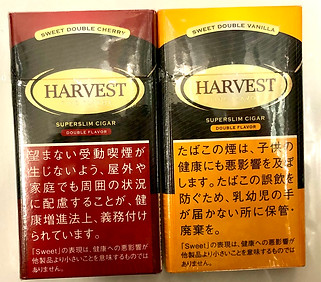 SWEET DOUBLE CHERRY
HARVEST
SUPERSLIM CIGAR
DOUBLE FLAVOR
望まない受動喫煙が
生じないよう、屋外や
家庭でも周囲の状況
に配慮することが、健
康増進法上、義務付け
られています。
「Sweet」の表現は、健康への悪影響が
他製品より小さいことを意味するものでは
ありません。
SWEET DOUBLE VANILLA
HARVEST
SUPERSLIM CIGAR
DOUBLE FLAVOR
たばこの煙は、子供の
健康にも悪影響を及ぼ
します。たばこの誤飲
を防ぐため、乳幼児の手
が届かない所に保管・
廃棄を。
「Sweet」の表現は、健康への悪影響が
他製品より小さいことを意味するもので
はありません。